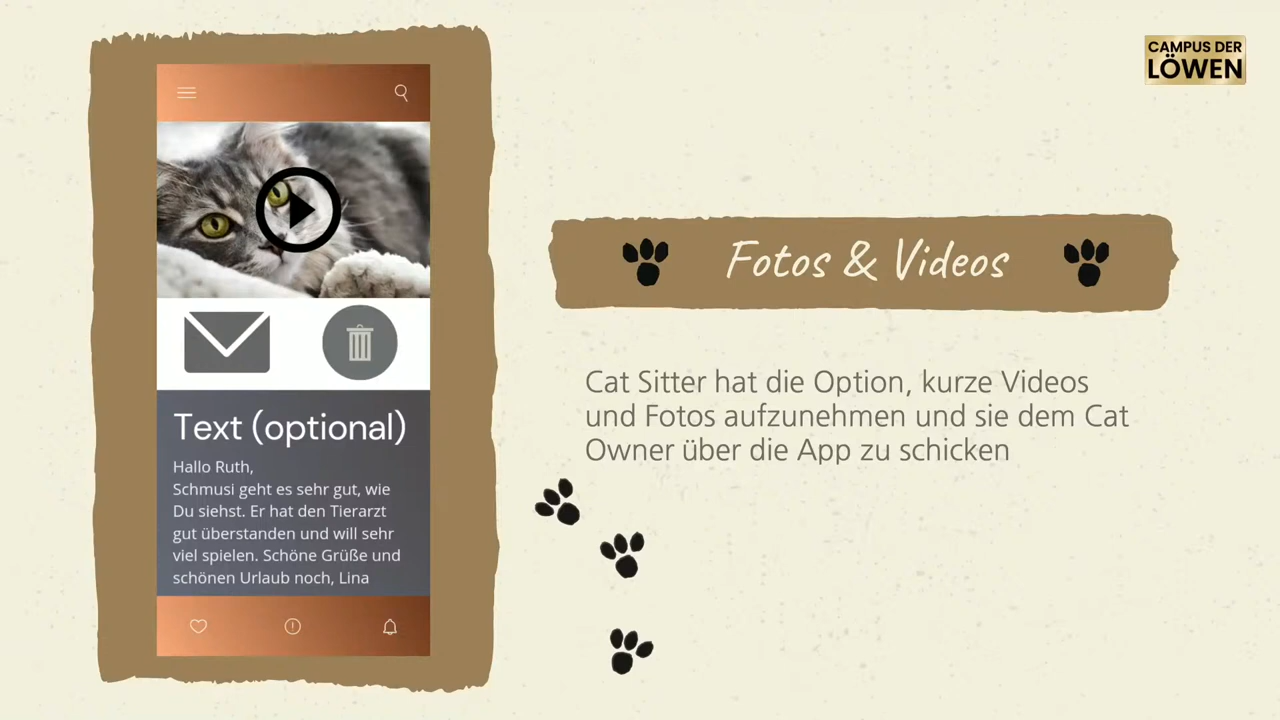 CAMPUS DER
LÖWEN
Fotos & Videos
Cat Sitter hat die Option, kurze Videos
und Fotos aufzunehmen und sie dem Cat
Owner über die App zu schicken
Text (optional)
Hallo Ruth,
Schmusi geht es sehr gut, wie
Du siehst. Er hat den Tierarzt
gut überstanden und will sehr
viel spielen. Schöne Grüße und
schönen Urlaub noch, Lina